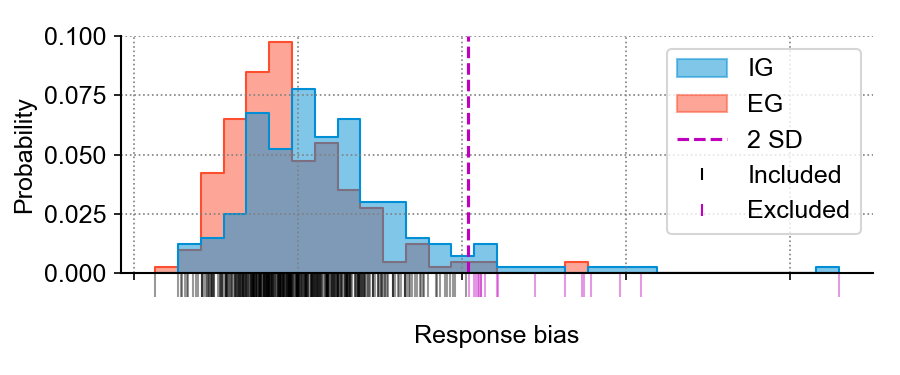 0.100
0.075
0.050
0.025
0.000
Probability
IG
EG
2 SD
Included
Excluded
Response bias